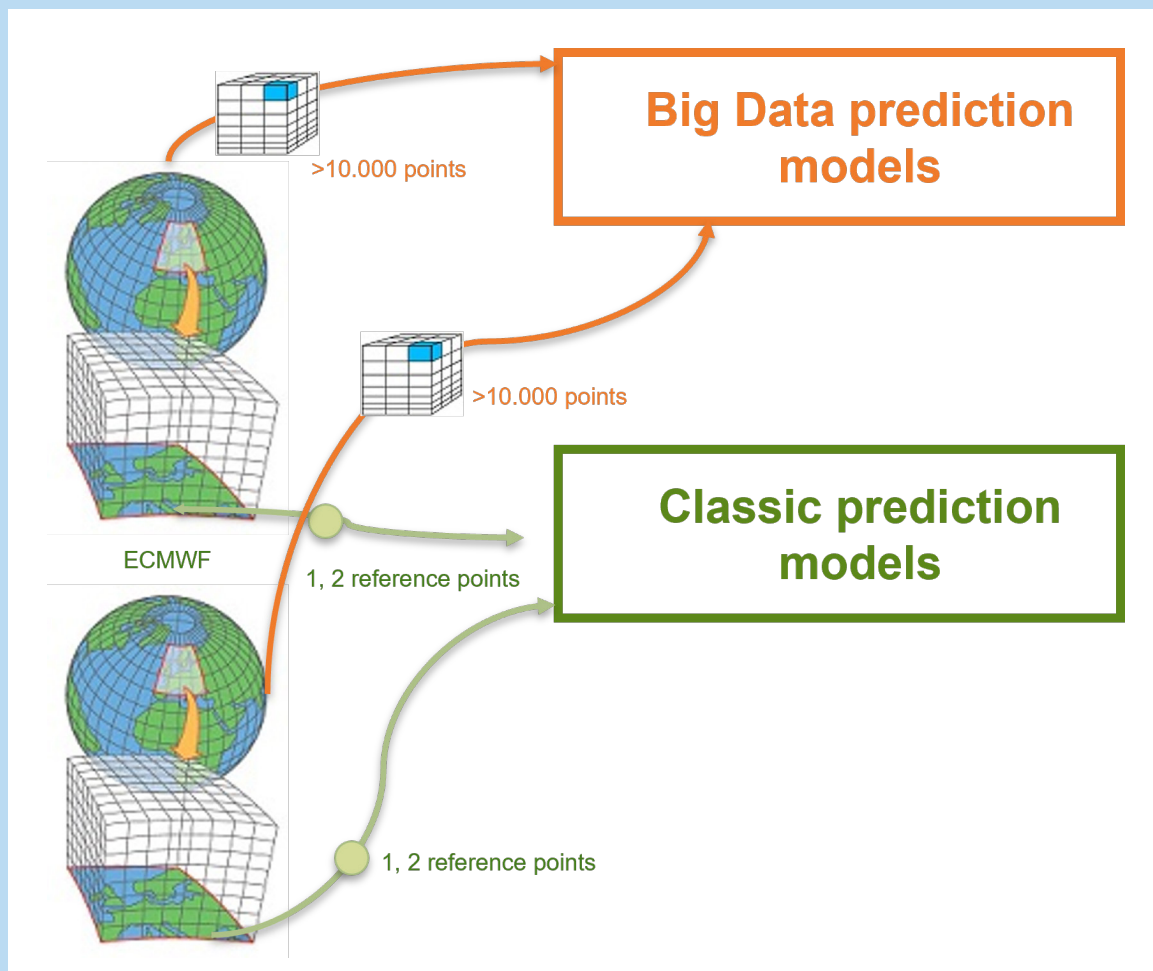 Big Data prediction
models
>10.000 points
>10.000 points
Classic prediction
models
ECMWF
1, 2 reference points
1, 2 reference points